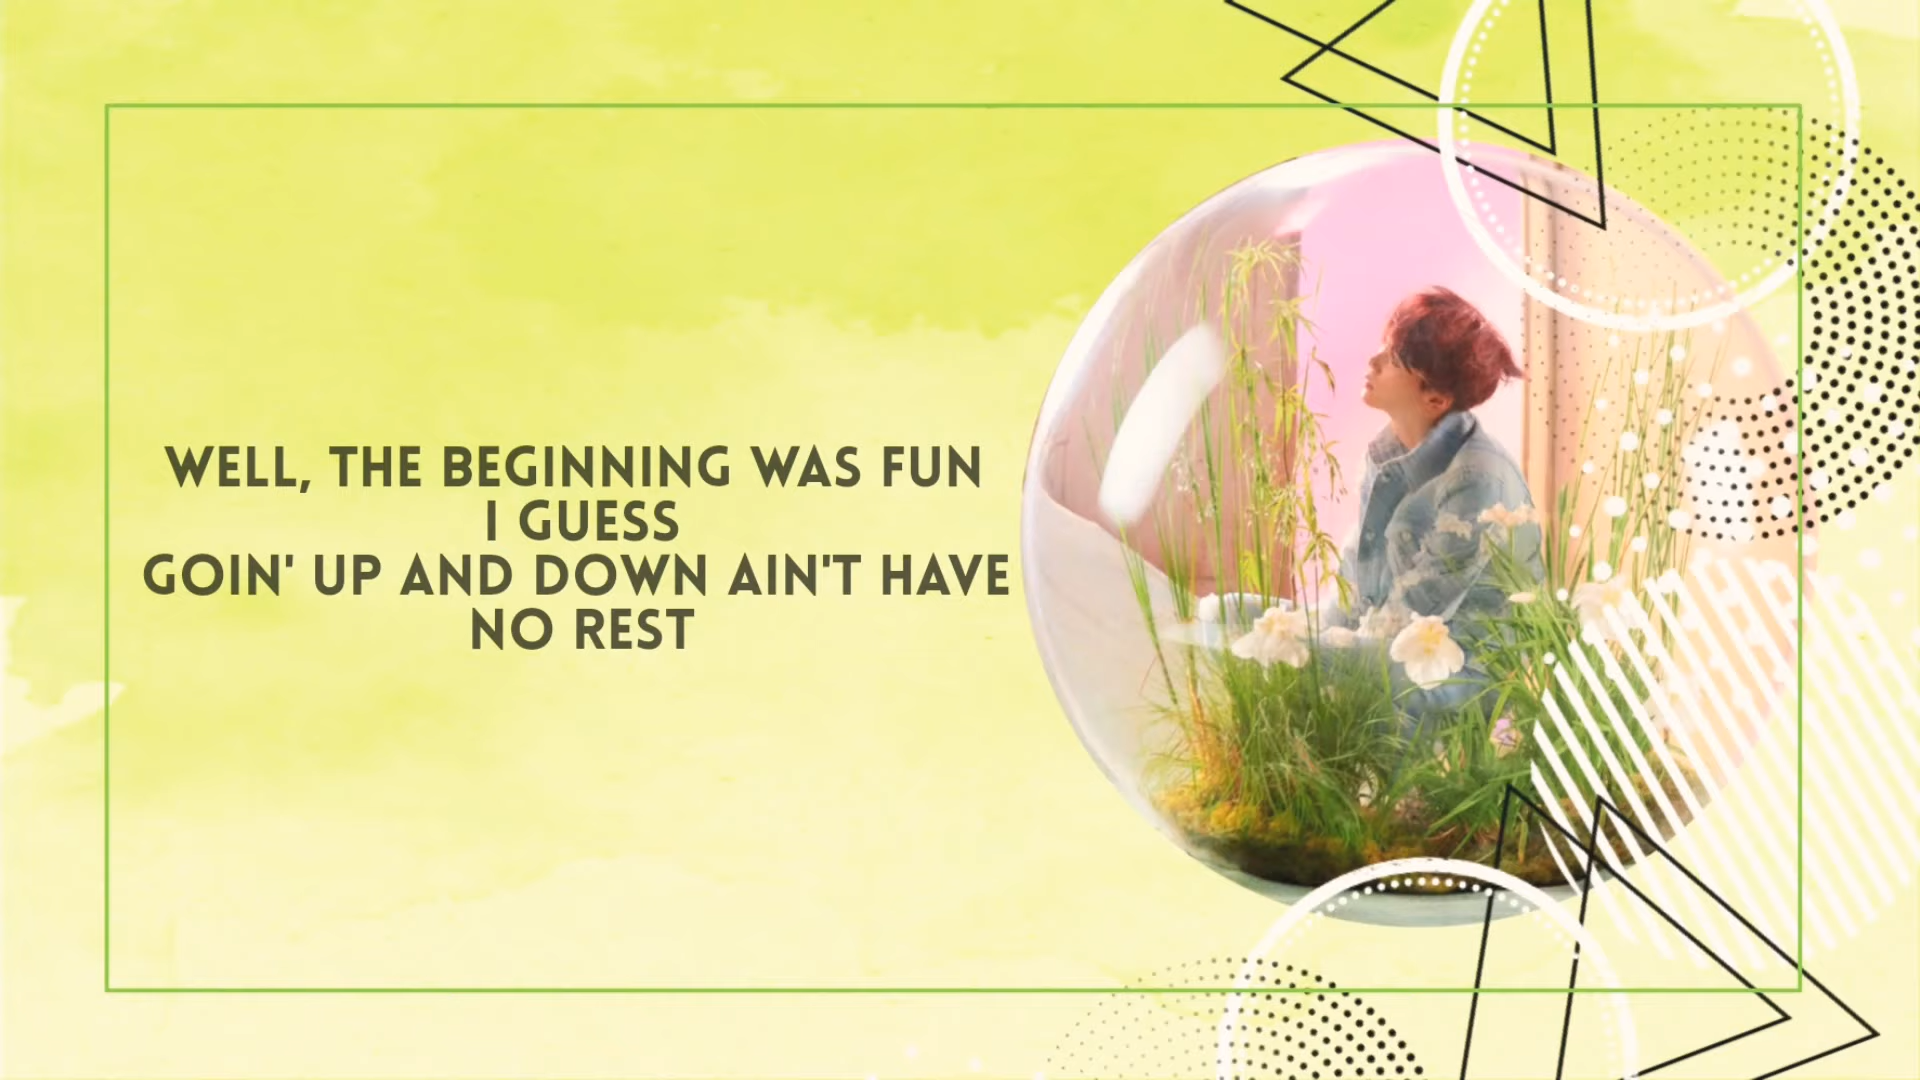 WELL, THE BEGINNING WAS FUN
I GUESS
GOIN' UP AND DOWN AIN'T HAVE
NO REST